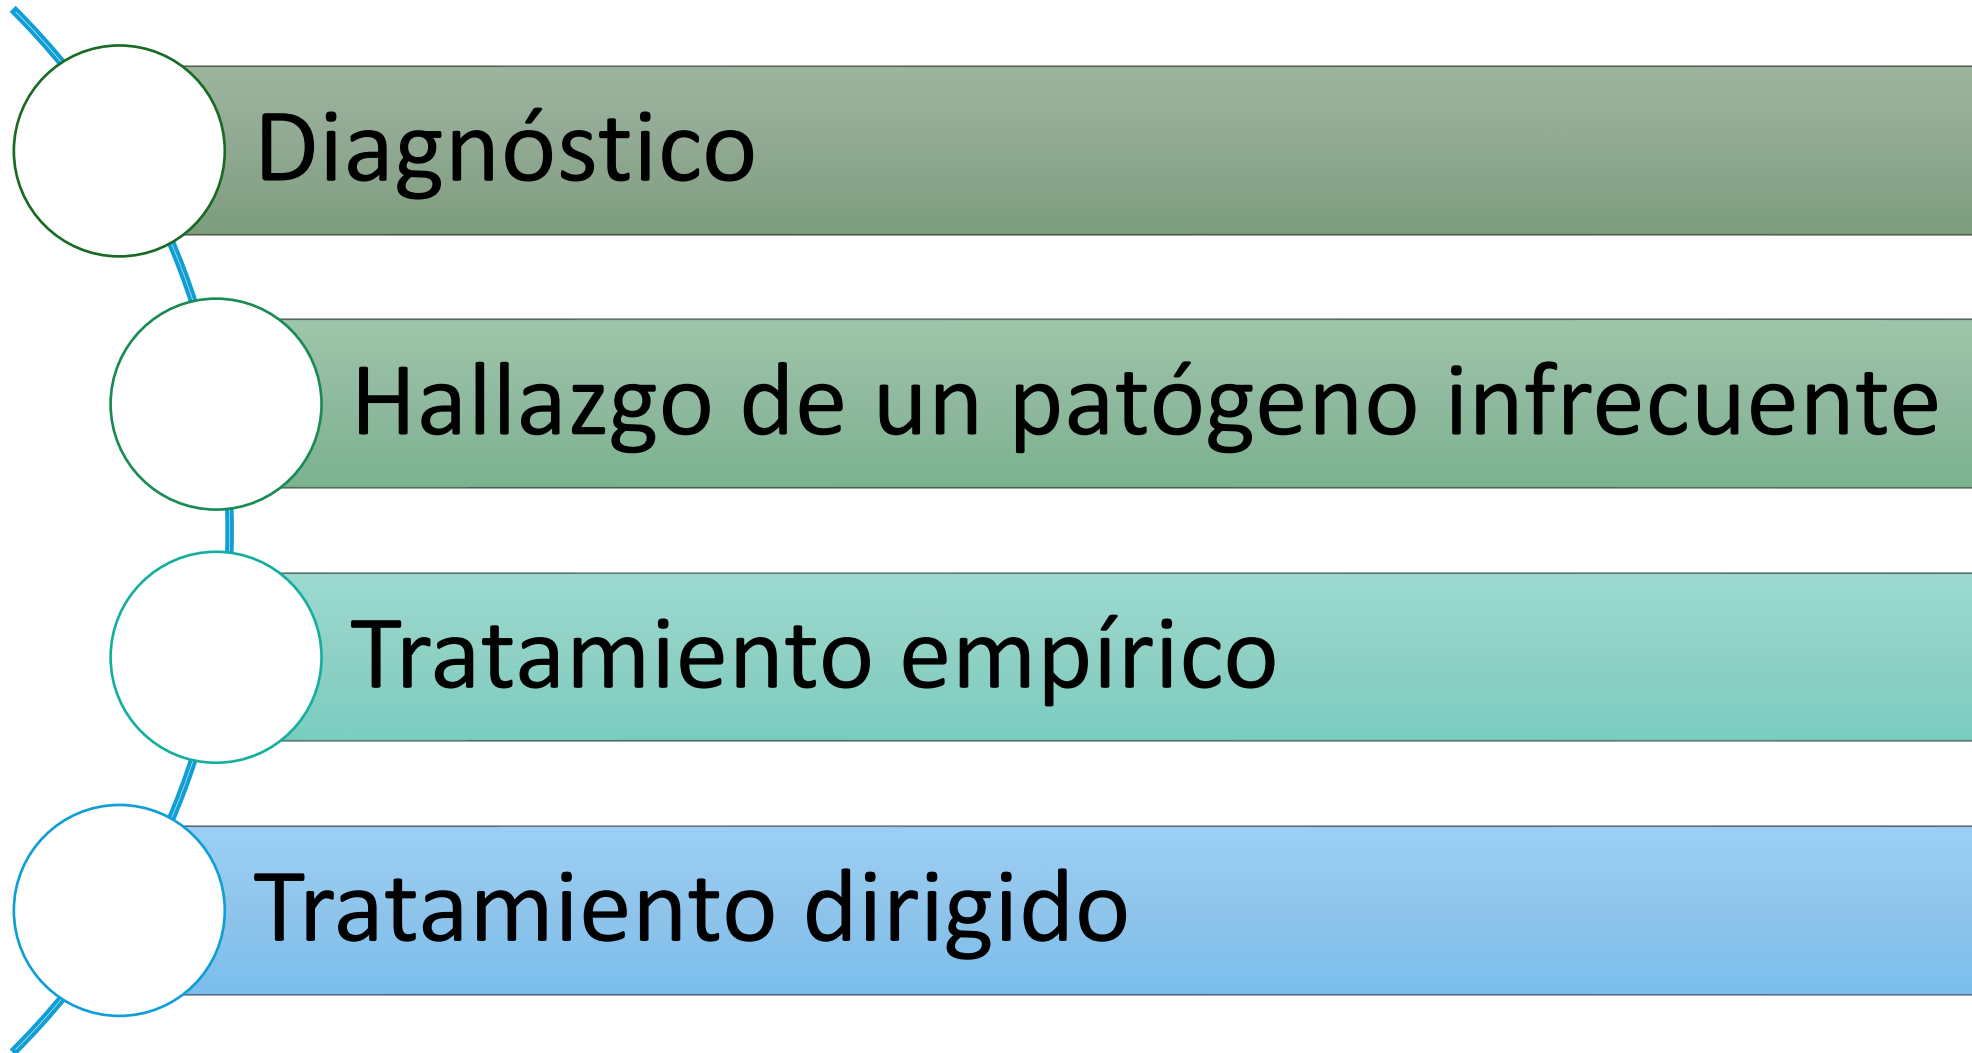 Diagnóstico
Hallazgo de un patógeno infrecuente
Tratamiento empírico
Tratamiento dirigido